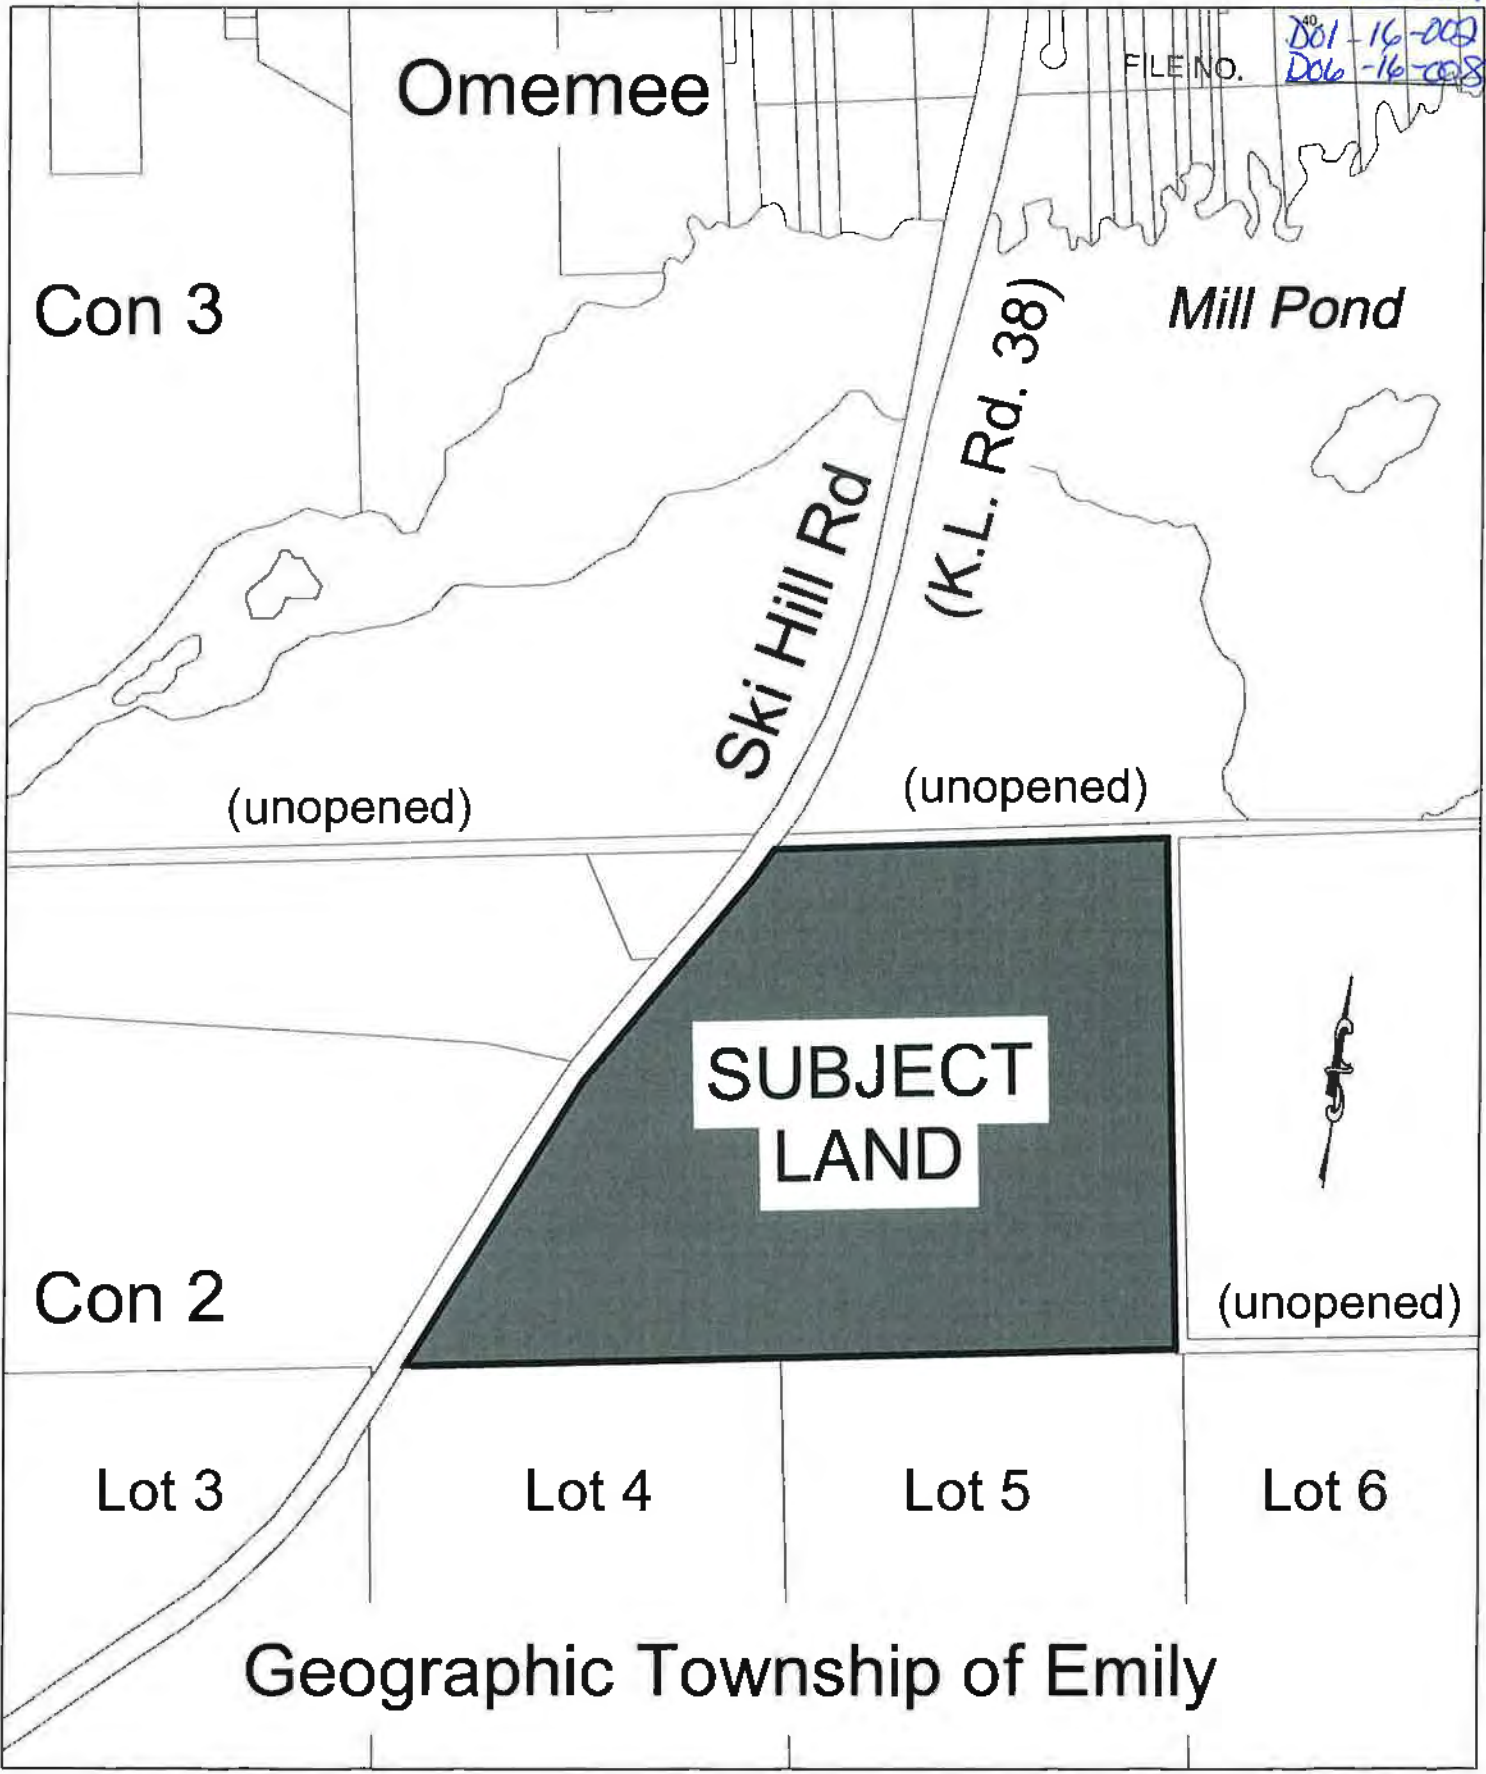 D01-16-002
FILE NO. D06-16-008
Omemee
Con 3
Mill Pond
(K.L. Rd. 38)
Ski Hill Rd
(unopened)
(unopened)
SUBJECT
LAND
Con 2
(unopened)
Lot 3
Lot 4
Lot 5
Lot 6
Geographic Township of Emily